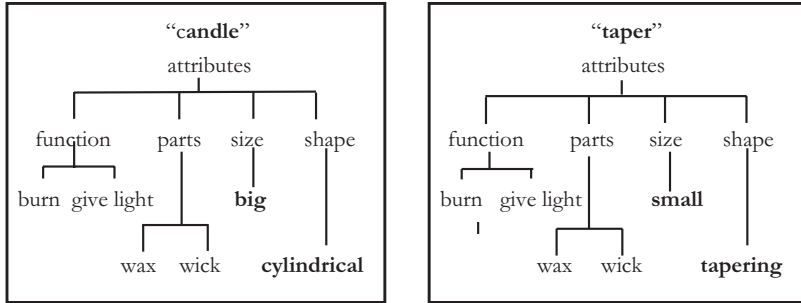 “candle”
attributes
function parts size shape
burn give light big
wax wick cylindrical
“taper”
attributes
function parts size shape
burn give light small
wax wick tapering